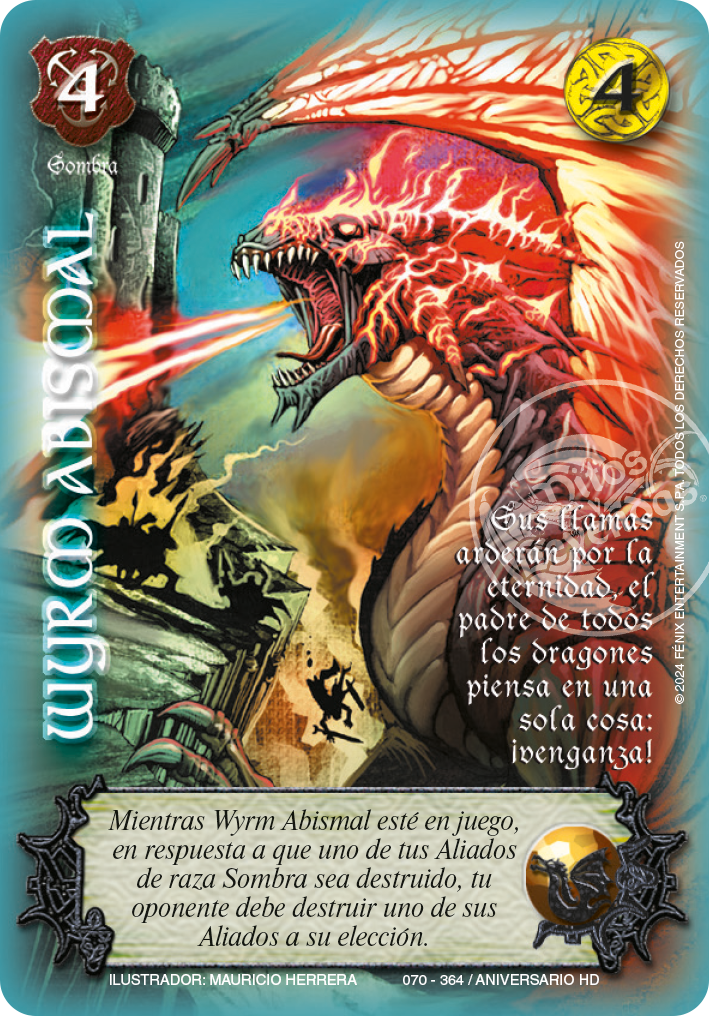 4
4
Sombra
WYRM ABISMAL
Sus llamas
arderán por la
eternidad, el
padre de todos
los dragones
piensa en una
sola cosa:
¡venganza!
© 2024 FÉNIX ENTERTAINMENT S.P.A. TODOS LOS DERECHOS RESERVADOS
Mientras Wyrm Abismal esté en juego,
en respuesta a que uno de tus Aliados
de raza Sombra sea destruido, tu
oponente debe destruir uno de sus
Aliados a su elección.
ILUSTRADOR: MAURICIO HERRERA 070 - 364 / ANIVERSARIO HD